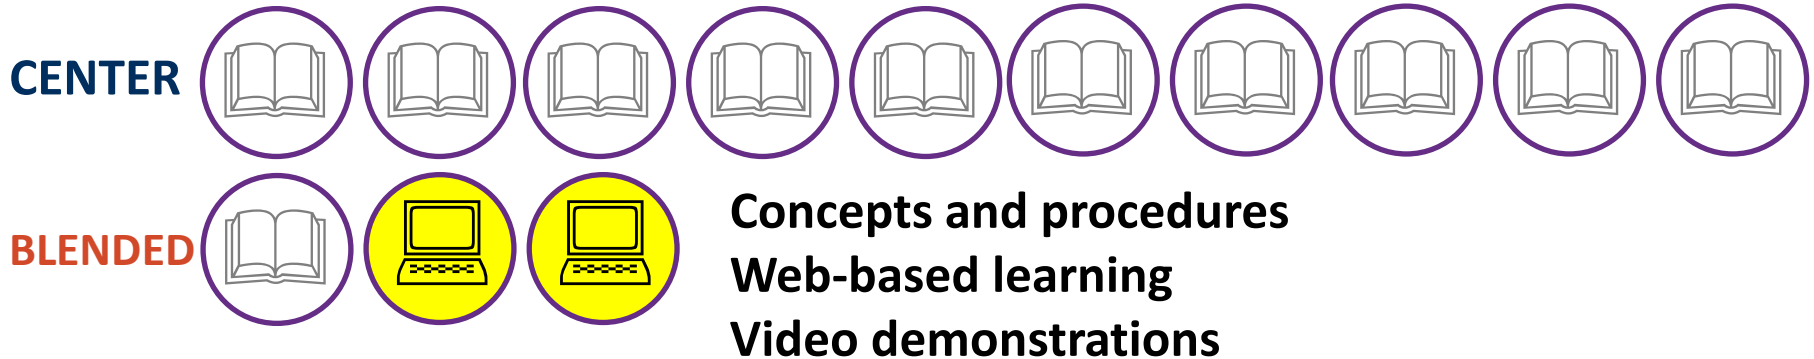 CENTER
BLENDED
Concepts and procedures
Web-based learning
Video demonstrations